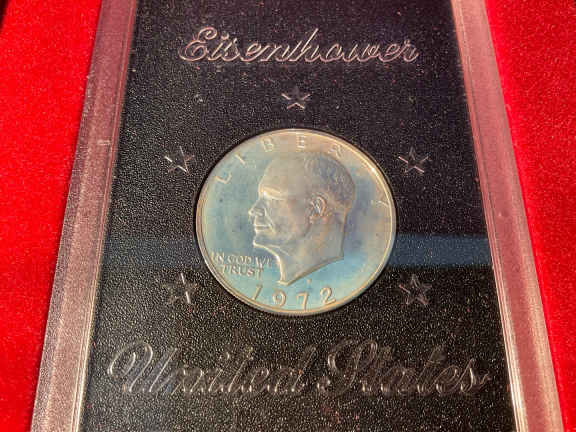 Eisenhower
LIBERTY
IN GOD WE
TRUST
1972
United States